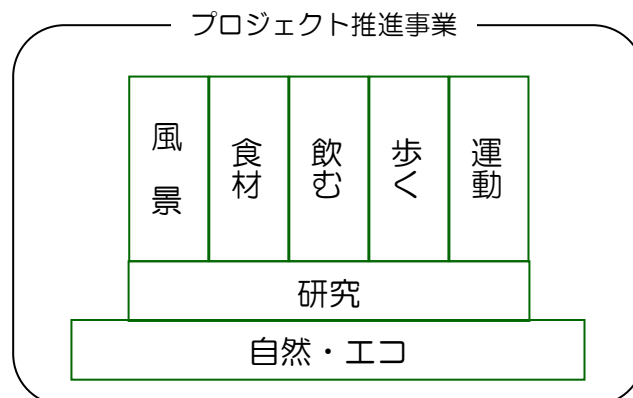 プロジェクト推進事業
風景
食材
飲む
歩く
運動
研究
自然・エコ